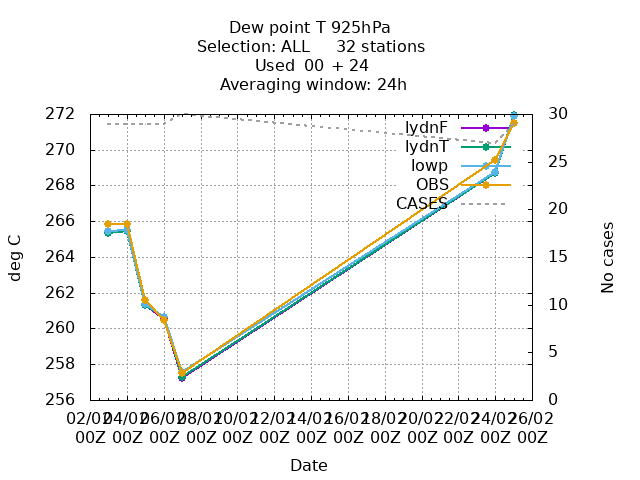 Dew point T 925hPa
Selection: ALL 32 stations
Used 00 + 24
Averaging window: 24h
272 30
lydnF
270 lydnT 25
lowp
268 OBS
CASES 20
266
264 15
262 10
260
258 5
256 0
deg C
No cases
02/02 04/02 06/02 08/02 10/02 12/02 14/02 16/02 18/02 20/02 22/02 24/02 26/02
00Z 00Z 00Z 00Z 00Z 00Z 00Z 00Z 00Z 00Z 00Z 00Z 00Z
Date